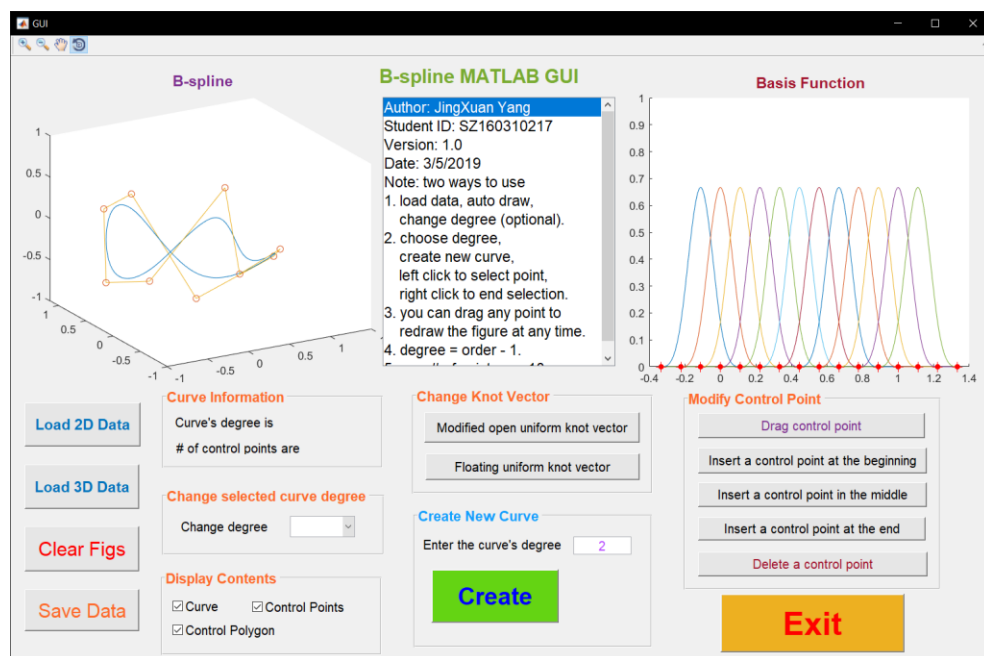 GUI
B-spline
B-spline MATLAB GUI
Basis Function
1
0.5
0
-0.5
-1
1
0.5
0
-0.5
-1
-1
-0.5
0
0.5
1
Author: JingXuan Yang
Student ID: SZ160310217
Version: 1.0
Date: 3/5/2019
Note: two ways to use
1. load data, auto draw,
change degree (optional).
2. choose degree,
create new curve,
left click to select point,
right click to end selection.
3. you can drag any point to
redraw the figure at any time.
4. degree = order - 1.
1
0.9
0.8
0.7
0.6
0.5
0.4
0.3
0.2
0.1
0
-0.4 -0.2 0 0.2 0.4 0.6 0.8 1 1.2 1.4
Load 2D Data
Load 3D Data
Clear Figs
Save Data
Curve Information
Curve's degree is
# of control points are
Change selected curve degree
Change degree
Display Contents
Curve Control Points
Control Polygon
Change Knot Vector
Modified open uniform knot vector
Floating uniform knot vector
Create New Curve
Enter the curve's degree 2
Create
Modify Control Point
Drag control point
Insert a control point at the beginning
Insert a control point in the middle
Insert a control point at the end
Delete a control point
Exit